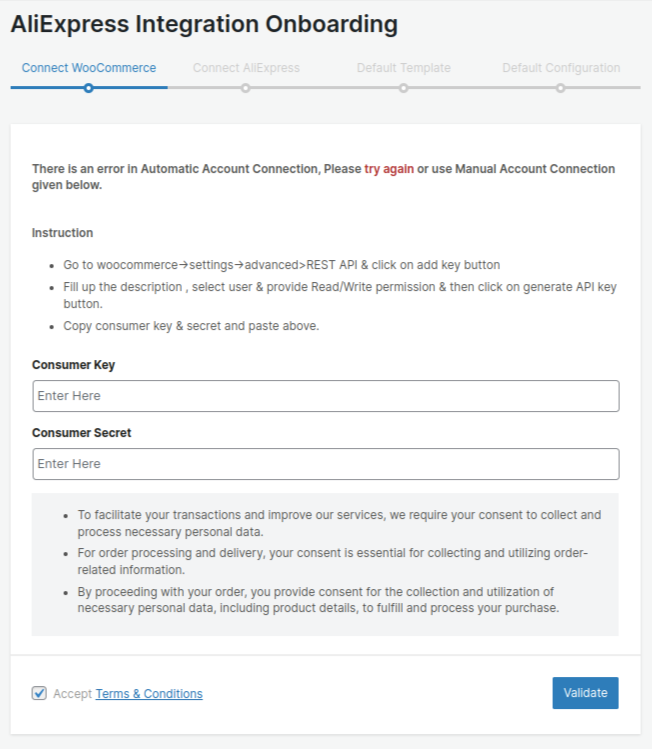 AliExpress Integration Onboarding
Connect WooCommerce
Connect AliExpress
Default Template
Default Configuration
There is an error in Automatic Account Connection, Please try again or use Manual Account Connection
given below.
Instruction
Go to woocommerce→settings→advanced>REST API & click on add key button
Fill up the description , select user & provide Read/Write permission & then click on generate API key
button.
Copy consumer key & secret and paste above.
Consumer Key
Enter Here
Consumer Secret
Enter Here
To facilitate your transactions and improve our services, we require your consent to collect and
process necessary personal data.
For order processing and delivery, your consent is essential for collecting and utilizing order-
related information.
By proceeding with your order, you provide consent for the collection and utilization of
necessary personal data, including product details, to fulfill and process your purchase.
Accept Terms & Conditions
Validate